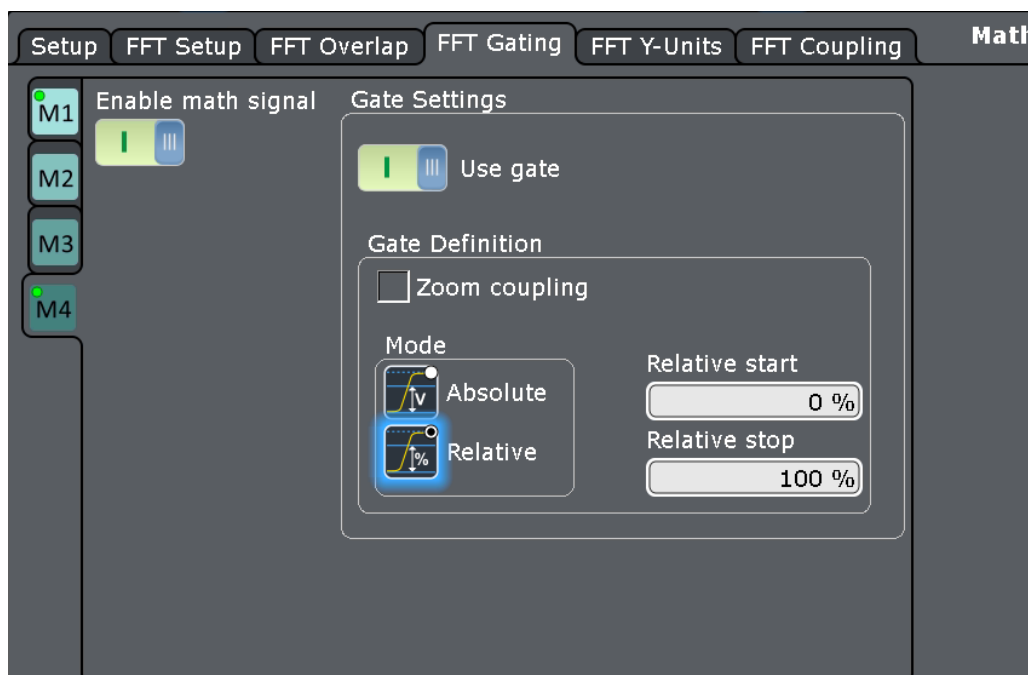 Setup FFT Setup FFT Overlap FFT Gating FFT Y-Units FFT Coupling Math
M1 Enable math signal Gate Settings
M2 Use gate
M3 Gate Definition
Zoom coupling
M4
Mode
Relative start
Absolute 0 %
Relative stop
Relative
100 %